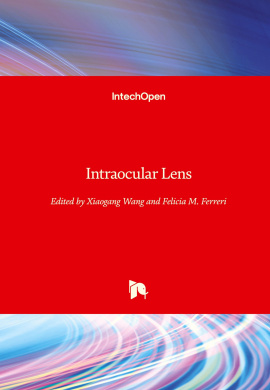 IntechOpen
Intraocular Lens
Edited by Xiaogang Wang and Felicia M. Ferreri